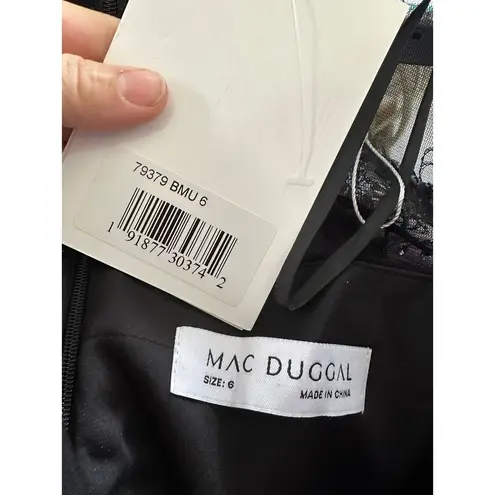 79379 BMU 6
1 91877 30374 2
MAC DUGGAL
SIZE: 6
MADE IN CHINA